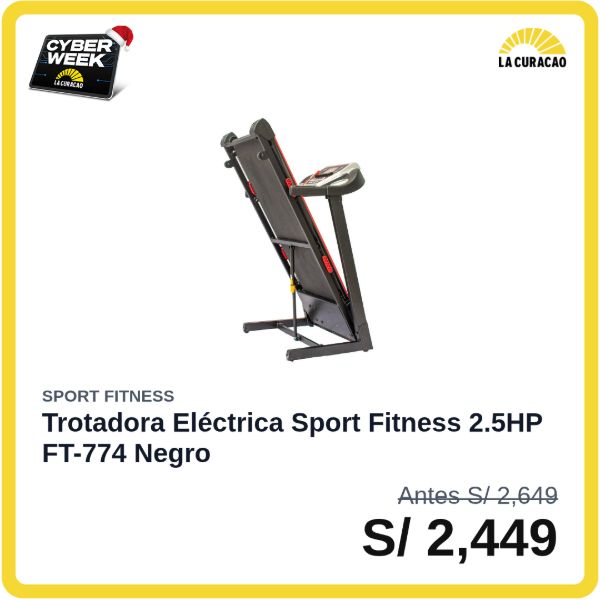 CYBER
WEEK
LA CURACAO
LA CURACAO
SPORT FITNESS
Trotadora Eléctrica Sport Fitness 2.5HP
FT-774 Negro
Antes S/ 2,649
S/ 2,449